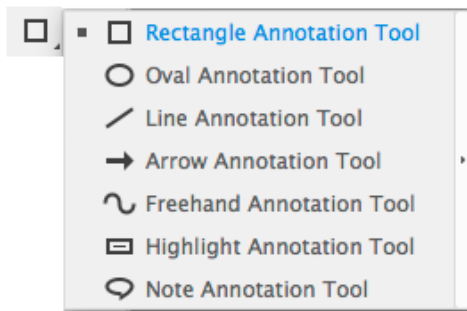 Rectangle Annotation Tool
Oval Annotation Tool
Line Annotation Tool
Arrow Annotation Tool
Freehand Annotation Tool
Highlight Annotation Tool
Note Annotation Tool